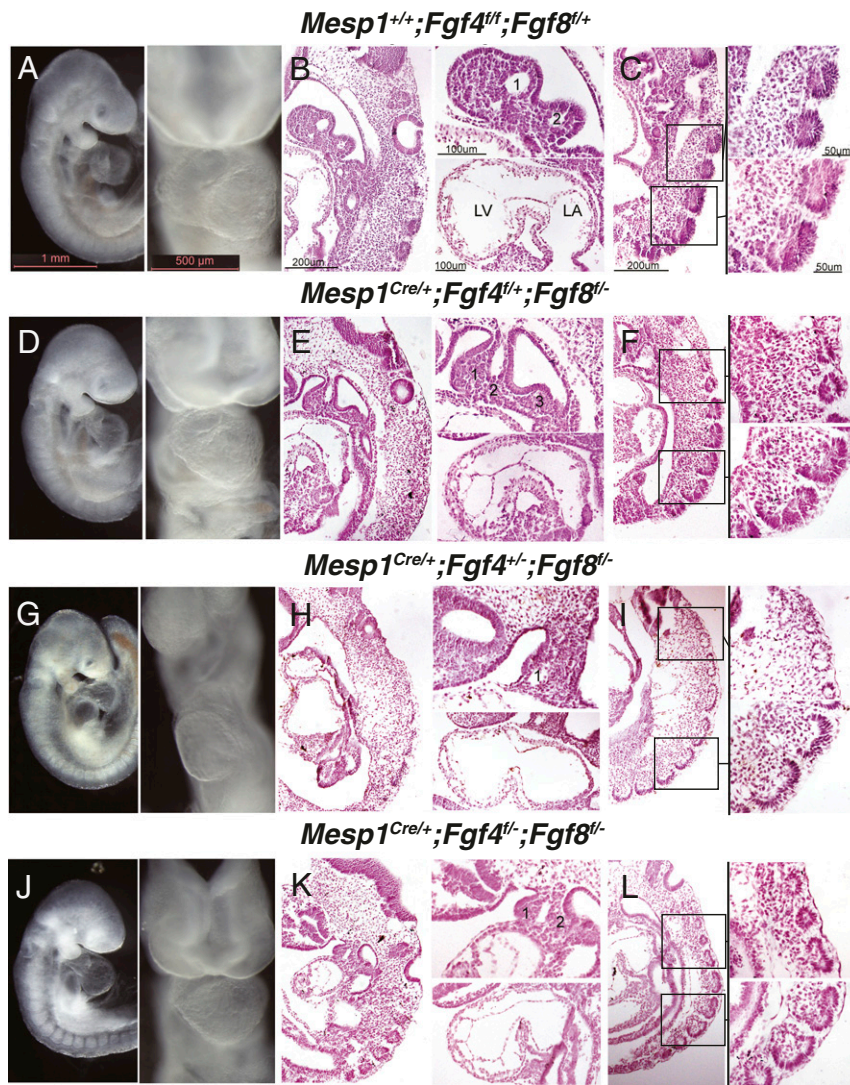 Mesp1+/+;Fgf4f/f;Fgf8f/+
A
B
C
1
2
100um
50um
LV
LA
1 mm
500 µm
200um
100um
200um
50um
Mesp1Cre/+;Fgf4f/+;Fgf8f/-
D
E
F
1
2
3
Mesp1Cre/+;Fgf4+/-;Fgf8f/-
G
H
I
1
Mesp1Cre/+;Fgf4f/-;Fgf8f/-
J
K
L
1
2